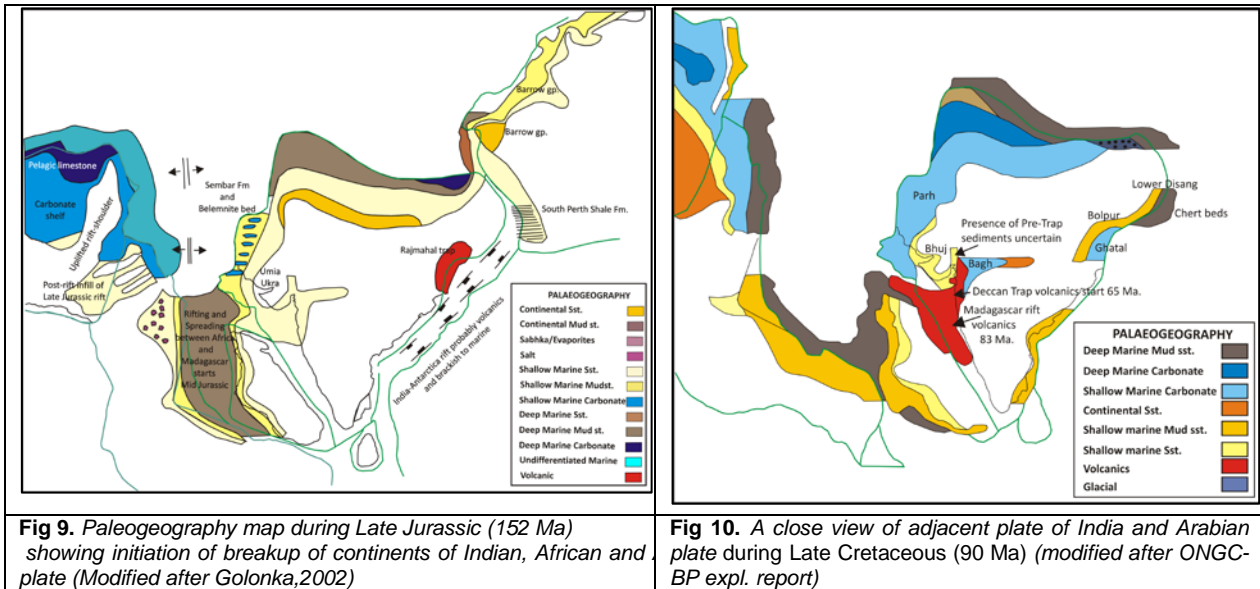 Barrow gp.
Barrow gp.
Pelagic limestone
Carbonate
shelf
Uplifted rift-shoulder
Sembar Fm
and
Belemnite bed
South Perth Shale Fm.
Post-rift Infill of
Late Jurassic rift
Umia
Ukra
Rajmahal trap
Rifting and
Spreading
between Africa
and
Madagascar
starts
Mid Jurassic
India-Antarctica rift probably volcanics
and brackish to marine
PALAEOGEOGRAPHY
Continental Sst.
Continental Mud st.
Sabhka/Evaporites
Salt
Shallow Marine Sst.
Shallow Marine Mudst.
Shallow Marine Carbonate
Deep Marine Sst.
Deep Marine Mud st.
Deep Marine Carbonate
Undifferentiated Marine
Volcanic
Fig 9. Paleogeography map during Late Jurassic (152 Ma)
showing initiation of breakup of continents of Indian, African and
plate (Modified after Golonka,2002)
Parh
Lower Disang
Bolpur
Chert beds
Ghatal
Presence of Pre-Trap
sediments uncertain
Bhuj
Bagh
Deccan Trap volcanics start 65 Ma.
Madagascar rift
volcanics
83 Ma.
PALAEOGEOGRAPHY
Deep Marine Mud sst.
Deep Marine Carbonate
Shallow Marine Carbonate
Continental Sst.
Shallow marine Mud sst.
Shallow marine Sst.
Volcanics
Glacial
Fig 10. A close view of adjacent plate of India and Arabian
plate during Late Cretaceous (90 Ma) (modified after ONGC-
BP expl. report)